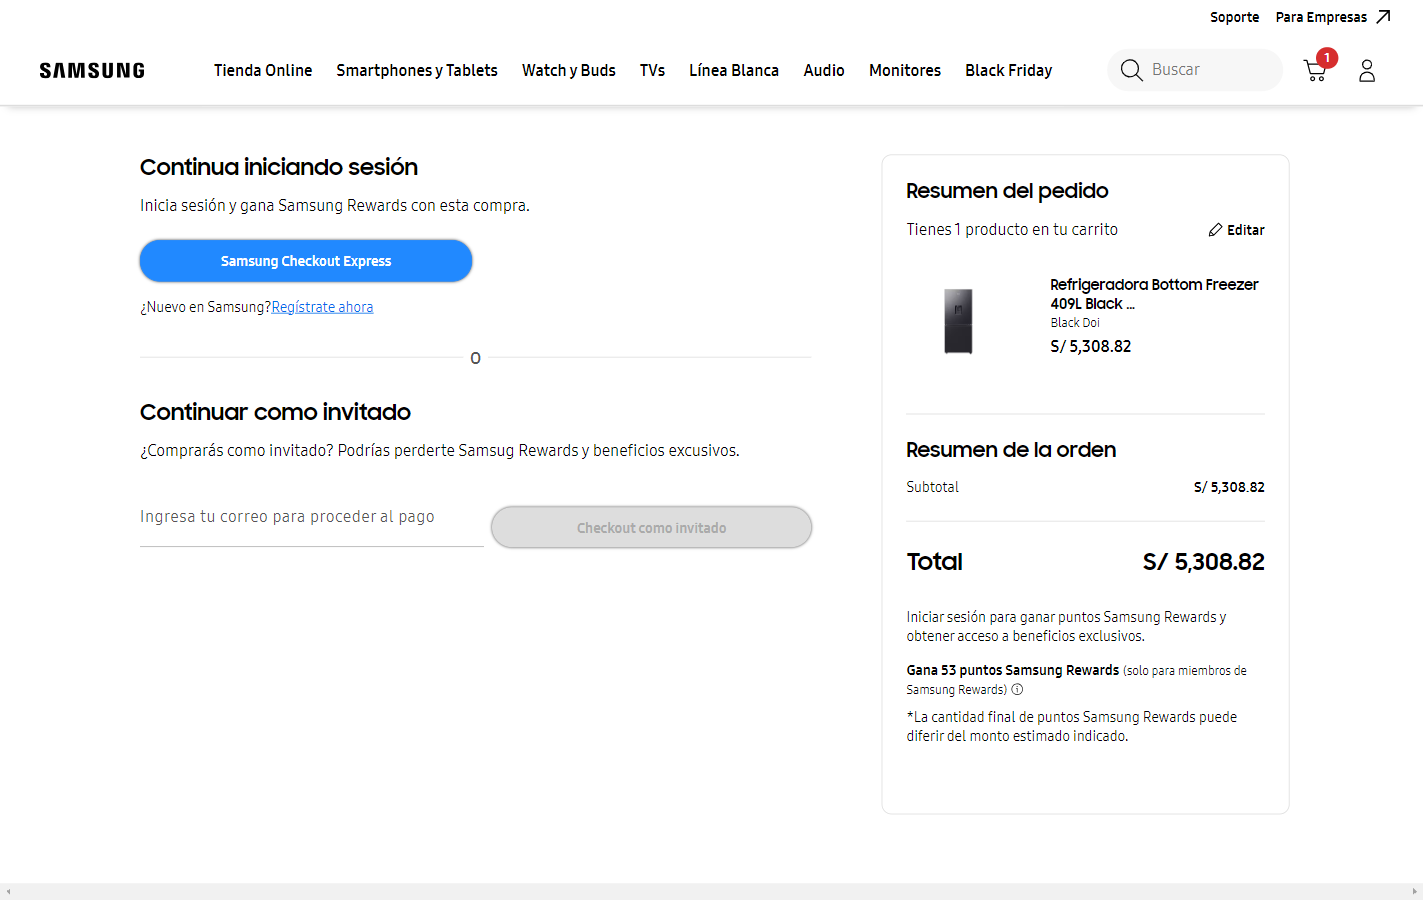 Soporte
Para Empresas
SAMSUNG
Tienda Online
Smartphones y Tablets
Watch y Buds
TVs
Línea Blanca
Audio
Monitores
Black Friday
Buscar
1
Continua iniciando sesión
Inicia sesión y gana Samsung Rewards con esta compra.
Samsung Checkout Express
¿Nuevo en Samsung?Regístrate ahora
O
Continuar como invitado
¿Comprarás como invitado? Podrías perderte Samsug Rewards y beneficios excusivos.
Ingresa tu correo para proceder al pago
Checkout como invitado
Resumen del pedido
Tienes 1 producto en tu carrito
Editar
Refrigeradora Bottom Freezer
409L Black ...
Black Doi
S/ 5,308.82
Resumen de la orden
Subtotal
S/ 5,308.82
Total
S/ 5,308.82
Iniciar sesión para ganar puntos Samsung Rewards y
obtener acceso a beneficios exclusivos.
Gana 53 puntos Samsung Rewards (solo para miembros de
Samsung Rewards)
*La cantidad final de puntos Samsung Rewards puede
diferir del monto estimado indicado.